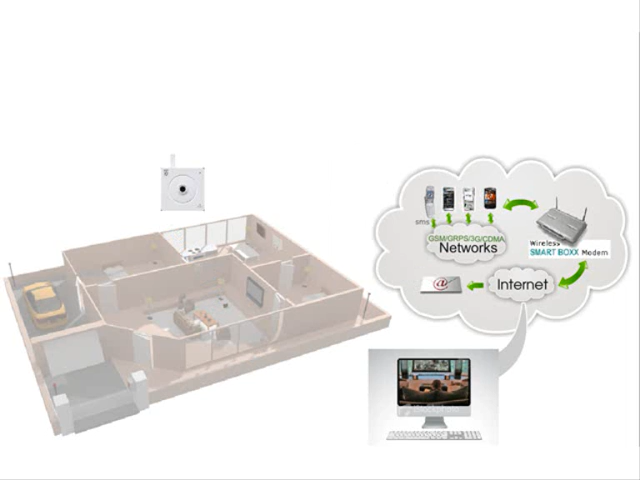 sms
GSM/GRPS/3G/CDMA
Networks
Wireless
SMART BOXX Modem
@
Internet